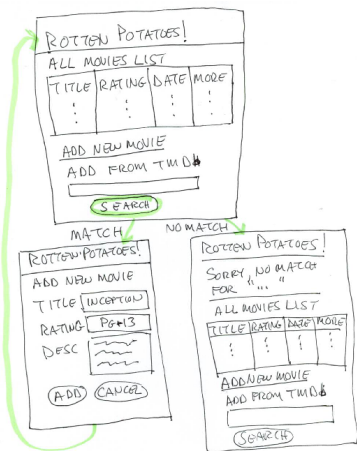 ROTTEN POTATOES!
ALL MOVIES LIST
TITLE RATING DATE MORE
ADD NEW MOVIE
ADD FROM TMDb
SEARCH
MATCH
NO MATCH
ROTTEN POTATOES!
ADD NEW MOVIE
TITLE INCEPTION
RATING PG-13
DESC
ADD CANCEL
ROTTEN POTATOES!
SORRY, NO MATCH
FOR "..."
ALL MOVIES LIST
TITLE RATING DATE MORE
ADD NEW MOVIE
ADD FROM TMDb
SEARCH